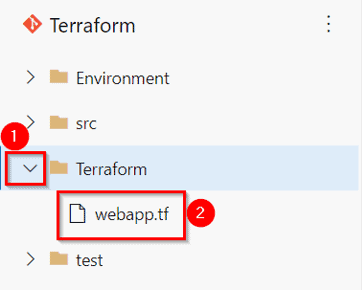 Terraform
Environment
src
1
Terraform
webapp.tf 2
test